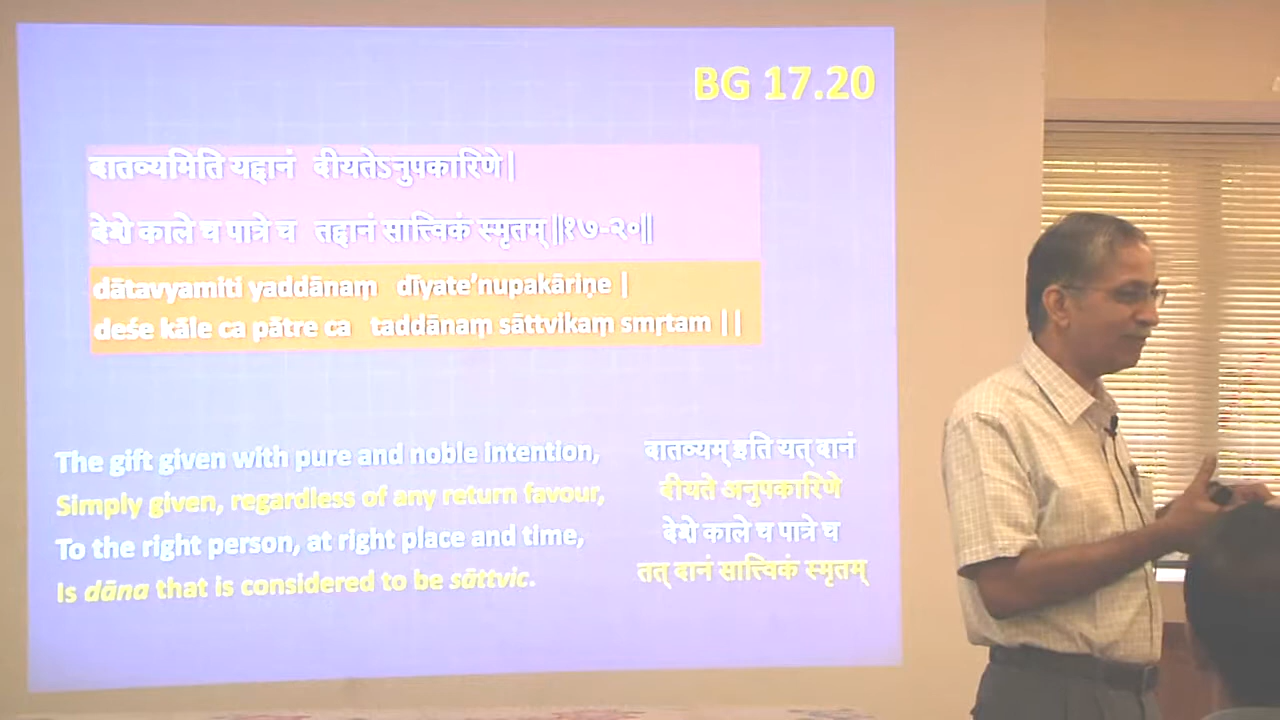 BG 17.20
दातव्यमिति यद्दानं दीयतेऽनुपकारिणे|
देशे काले च पात्रे च तद्दानं सात्त्विकं स्मृतम्||१७-२०||
dātavyamiti yaddānaṃ dīyate’nupakāriṇe |
deśe kāle ca pātre ca taddānaṃ sāttvikaṃ smṛtam ||
The gift given with pure and noble intention,
Simply given, regardless of any return favour,
To the right person, at right place and time,
Is dāna that is considered to be sāttvic.
दातव्यम् इति यत् दानं
दीयते अनुपकारिणे
देशे काले च पात्रे च
तत् दानं सात्त्विकं स्मृतम्